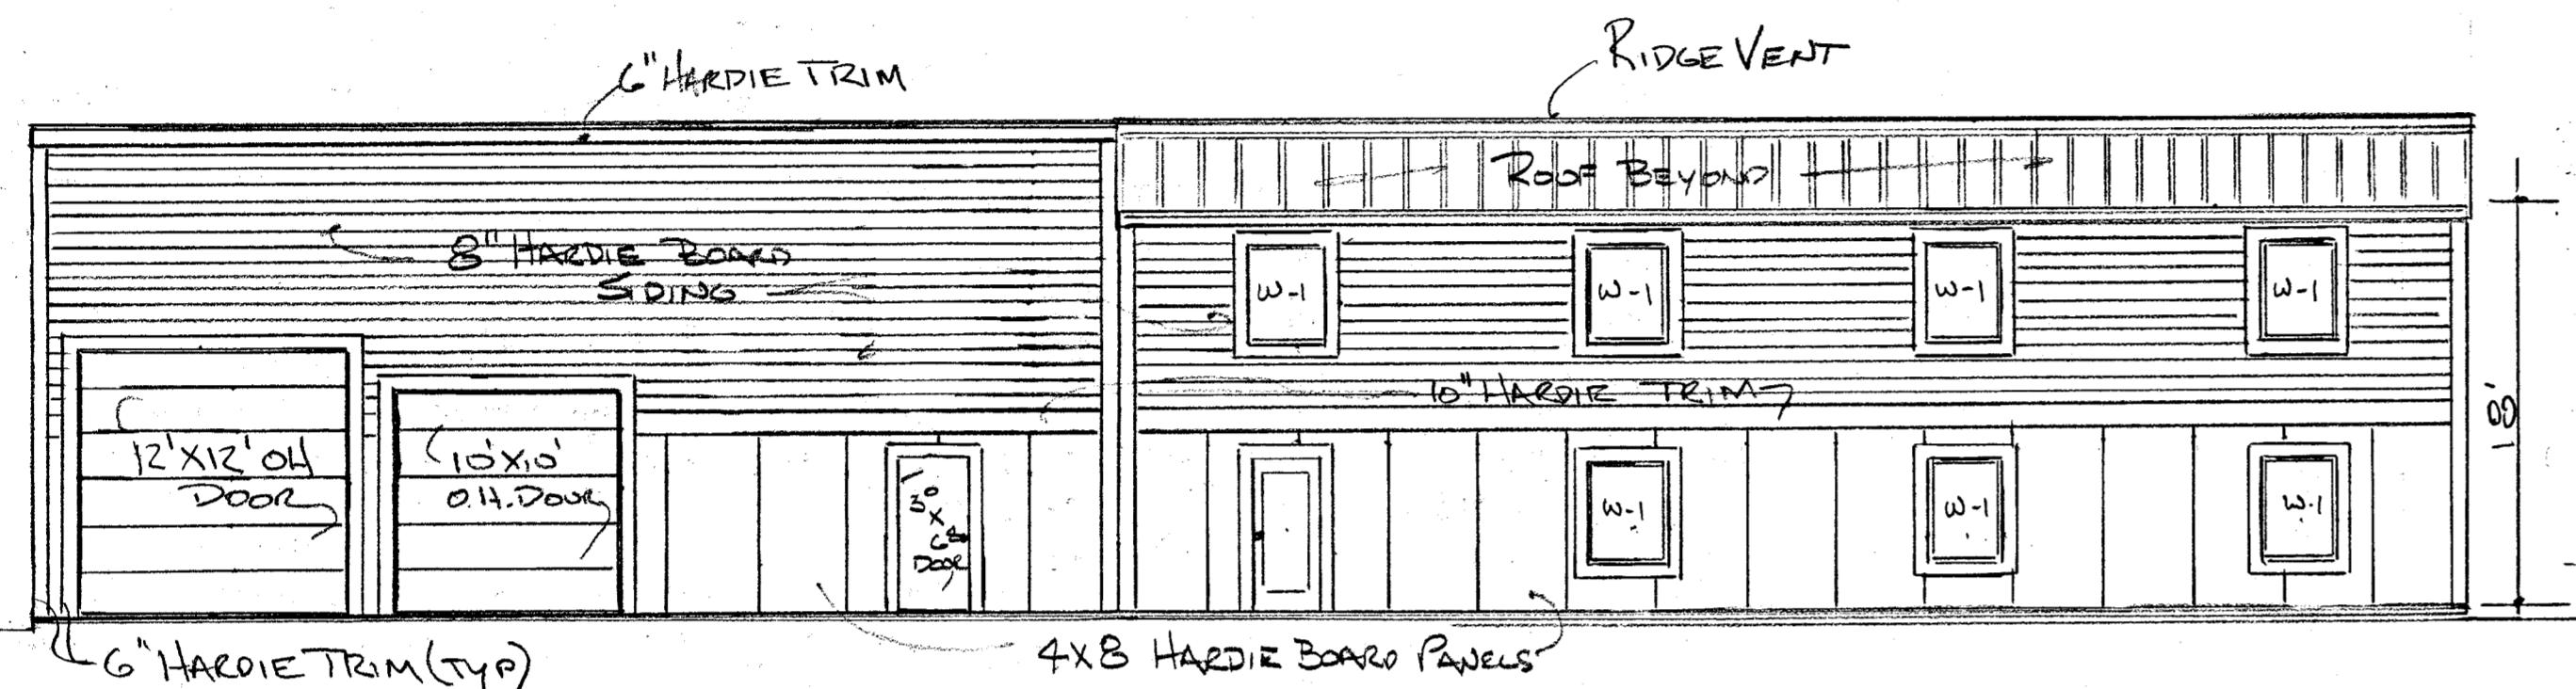 6" HARDIE TRIM
RIDGE VENT
ROOF BEYOND
8" HARDIE BOARD
SIDING
W-1
W-1
W-1
W-1
10" HARDIE TRIM
12'X12' OH
DOOR
10'X10'
O.H. DOOR
3⁰
X
6⁸
DOOR
W-1
W-1
W-1
6" HARDIE TRIM (TYP)
4X8 HARDIE BOARD PANELS